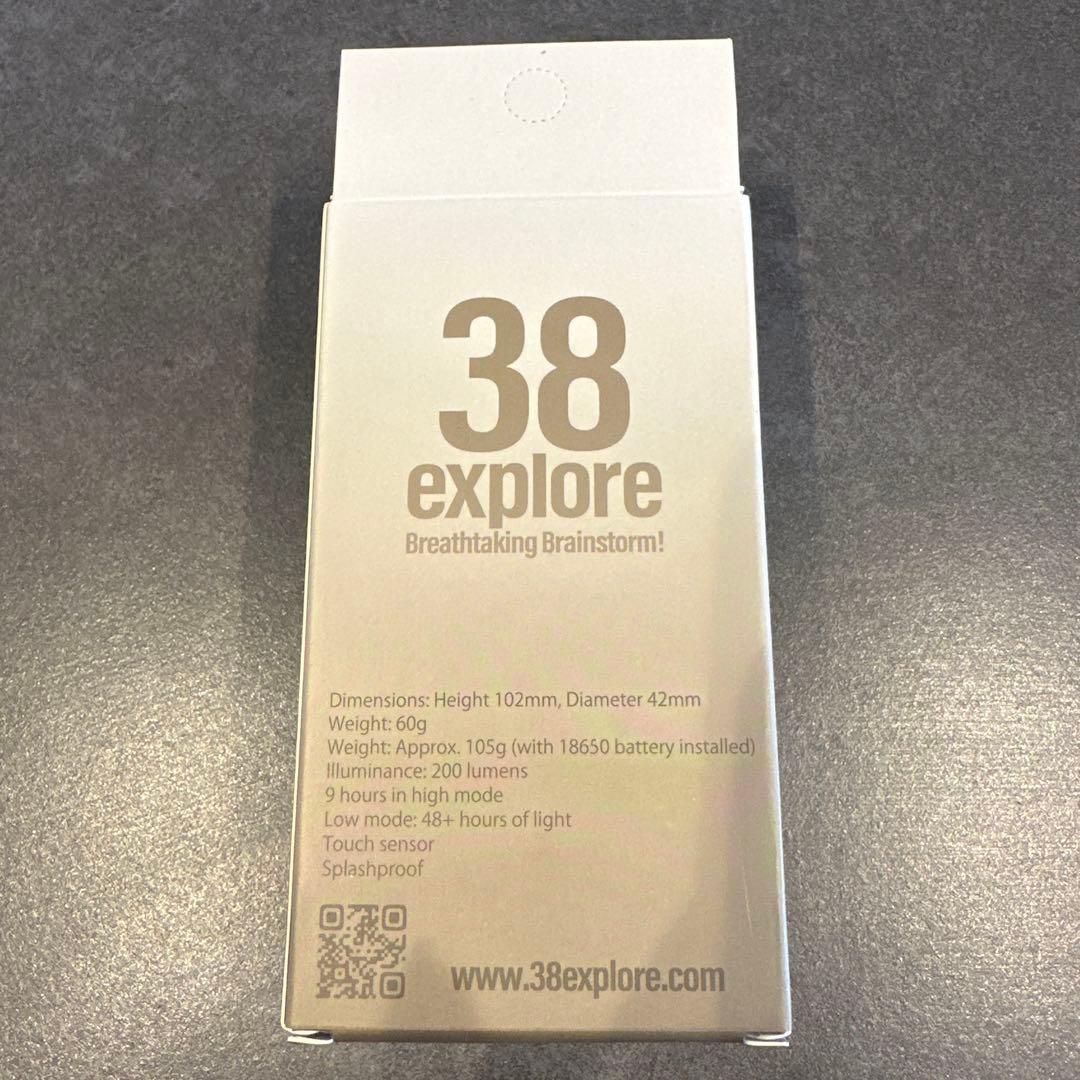 38
explore
Breathtaking Brainstorm!
Dimensions: Height 102mm, Diameter 42mm
Weight: 60g
Weight: Approx. 105g (with 18650 battery installed)
Illuminance: 200 lumens
9 hours in high mode
Low mode: 48+ hours of light
Touch sensor
Splashproof
www.38explore.com